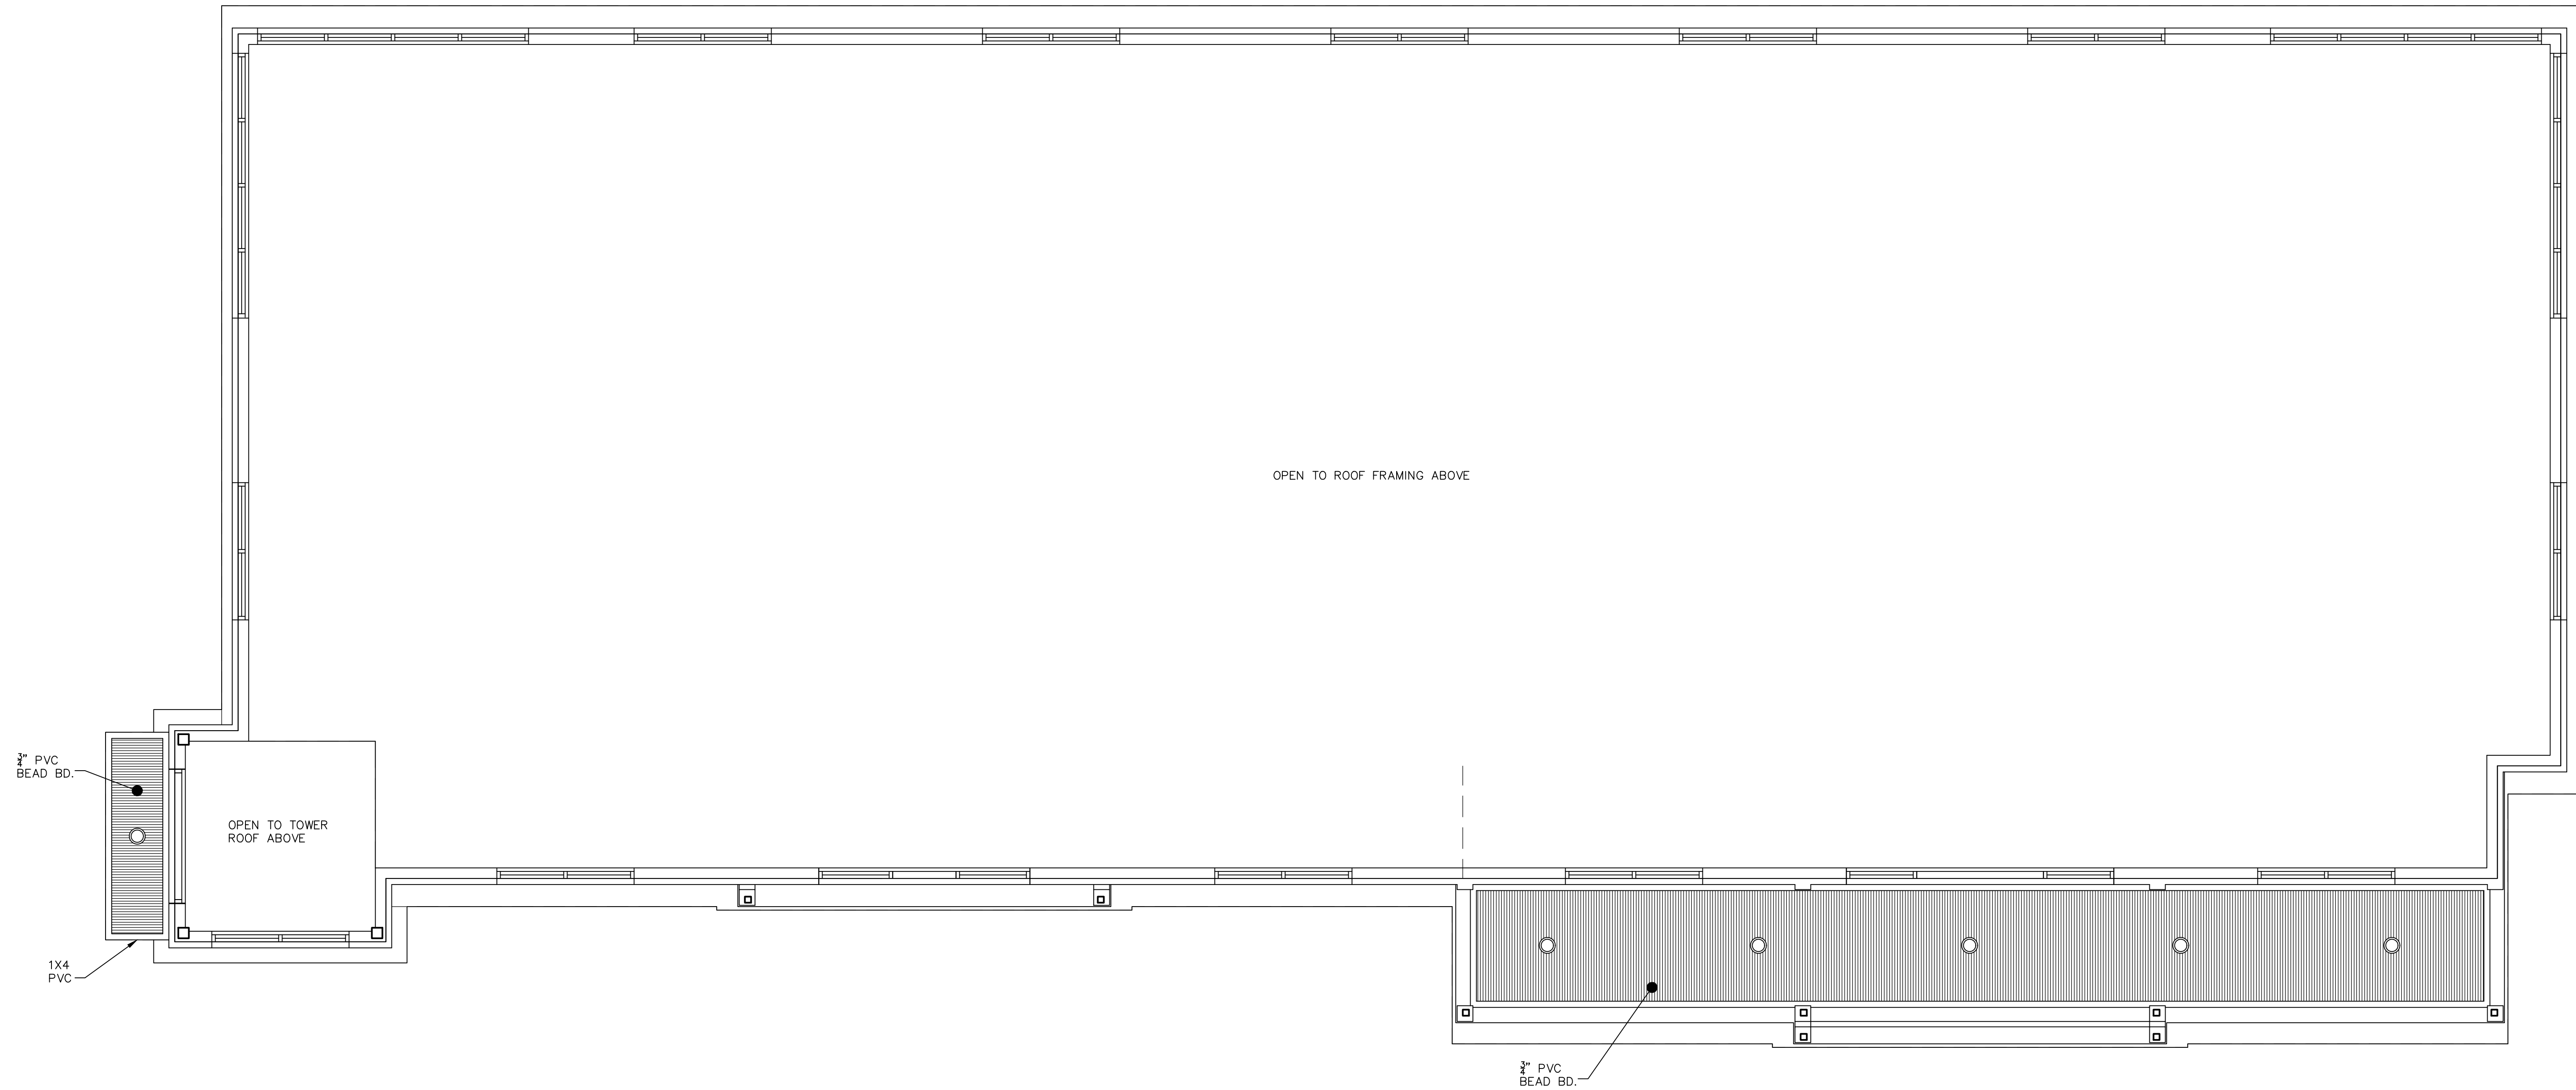 OPEN TO ROOF FRAMING ABOVE
3/4" PVC
BEAD BD.
OPEN TO TOWER
ROOF ABOVE
1X4
PVC
3/4" PVC
BEAD BD.